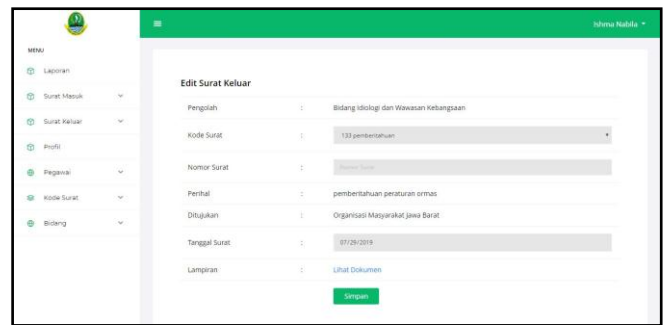 Ishma Nabila
MENU
Laporan
Surat Masuk
Surat Keluar
Profil
Pegawai
Kode Surat
Bidang
Edit Surat Keluar
Pengolah : Bidang Idiologi dan Wawasan Kebangsaan
Kode Surat : 133 pemberitahuan
Nomor Surat : Nomor Surat
Perihal : pemberitahuan peraturan ormas
Ditujukan : Organisasi Masyarakat Jawa Barat
Tanggal Surat : 07/29/2019
Lampiran : Lihat Dokumen
Simpan